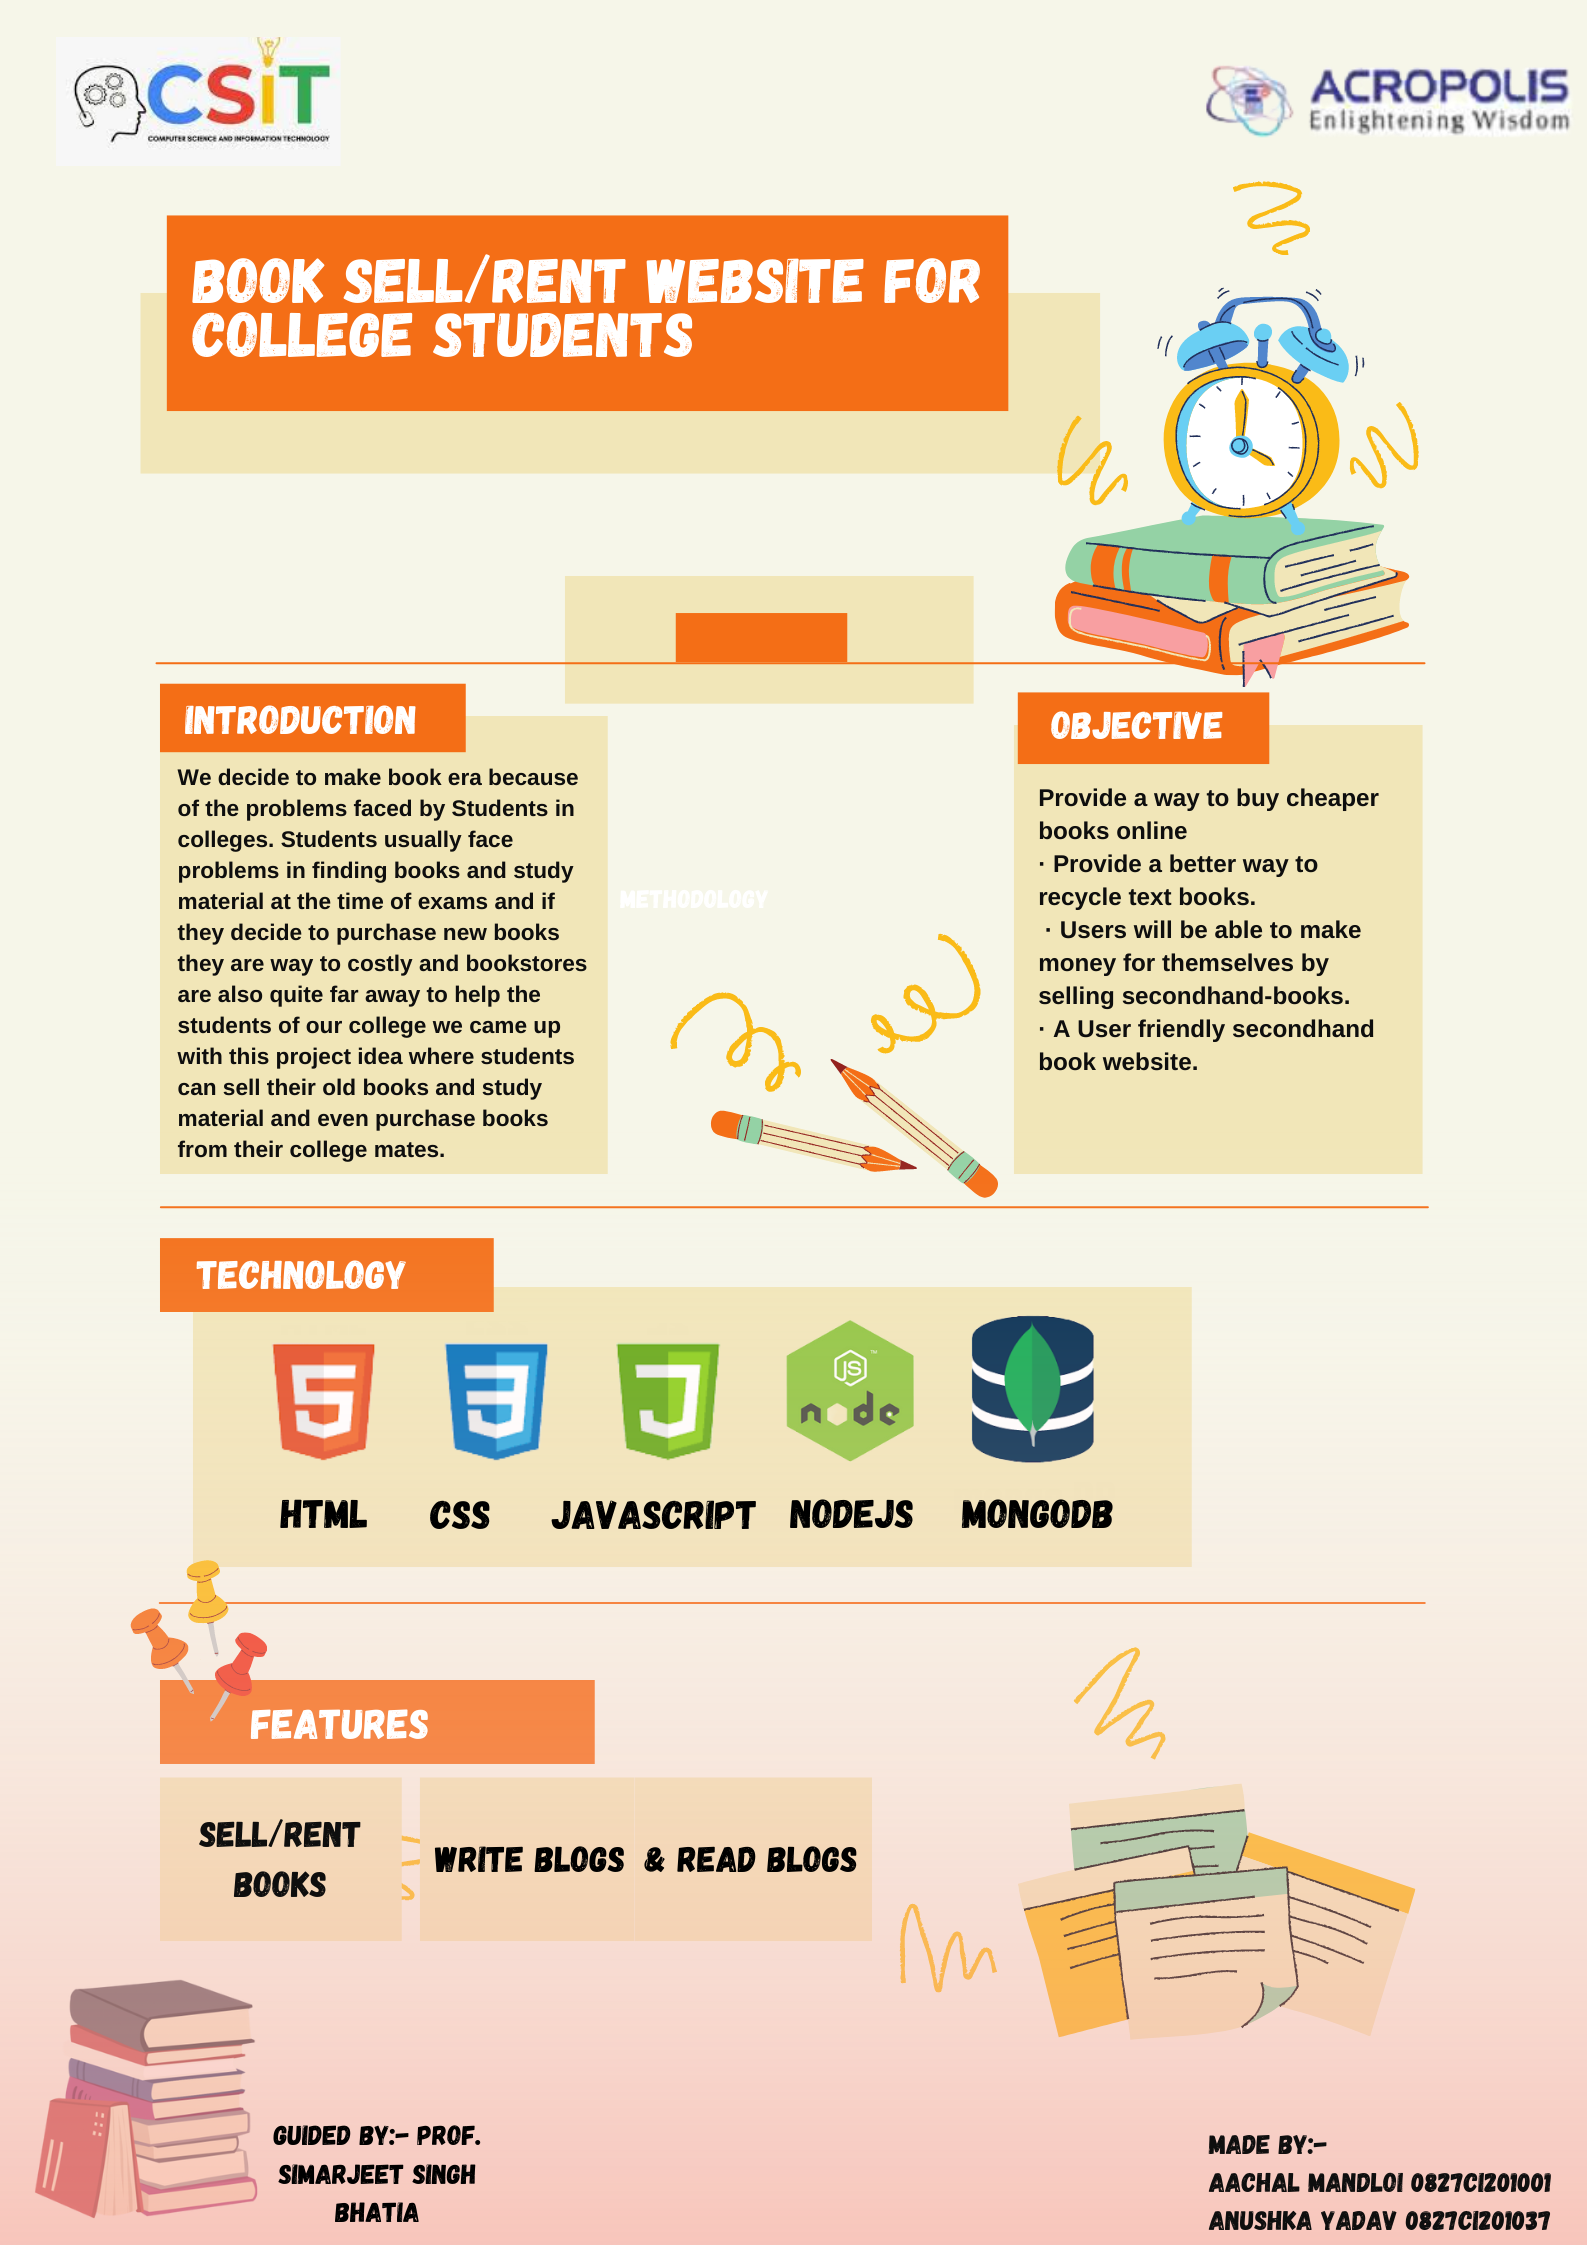 CSiT
COMPUTER SCIENCE AND INFORMATION TECHNOLOGY
ACROPOLIS
Enlightening Wisdom
BOOK SELL/RENT WEBSITE FOR
COLLEGE STUDENTS
INTRODUCTION
We decide to make book era because
of the problems faced by Students in
colleges. Students usually face
problems in finding books and study
material at the time of exams and if
they decide to purchase new books
they are way to costly and bookstores
are also quite far away to help the
students of our college we came up
with this project idea where students
can sell their old books and study
material and even purchase books
from their college mates.
METHODOLOGY
OBJECTIVE
Provide a way to buy cheaper
books online
· Provide a better way to
recycle text books.
· Users will be able to make
money for themselves by
selling secondhand-books.
· A User friendly secondhand
book website.
TECHNOLOGY
JS ™
node
HTML CSS JAVASCRIPT NODEJS MONGODB
FEATURES
SELL/RENT
BOOKS
WRITE BLOGS & READ BLOGS
GUIDED BY:- PROF.
SIMARJEET SINGH
BHATIA
MADE BY:-
AACHAL MANDLOI 0827CI201001
ANUSHKA YADAV 0827CI201037